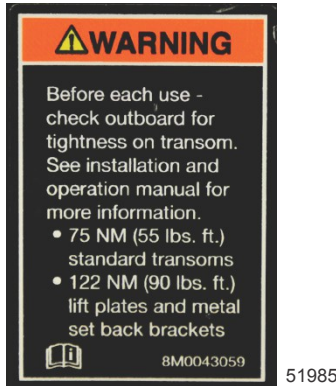 WARNING
Before each use -
check outboard for
tightness on transom.
See installation and
operation manual for
more information.
• 75 NM (55 lbs. ft.)
standard transoms
• 122 NM (90 lbs. ft.)
lift plates and metal
set back brackets
8M0043059
51985